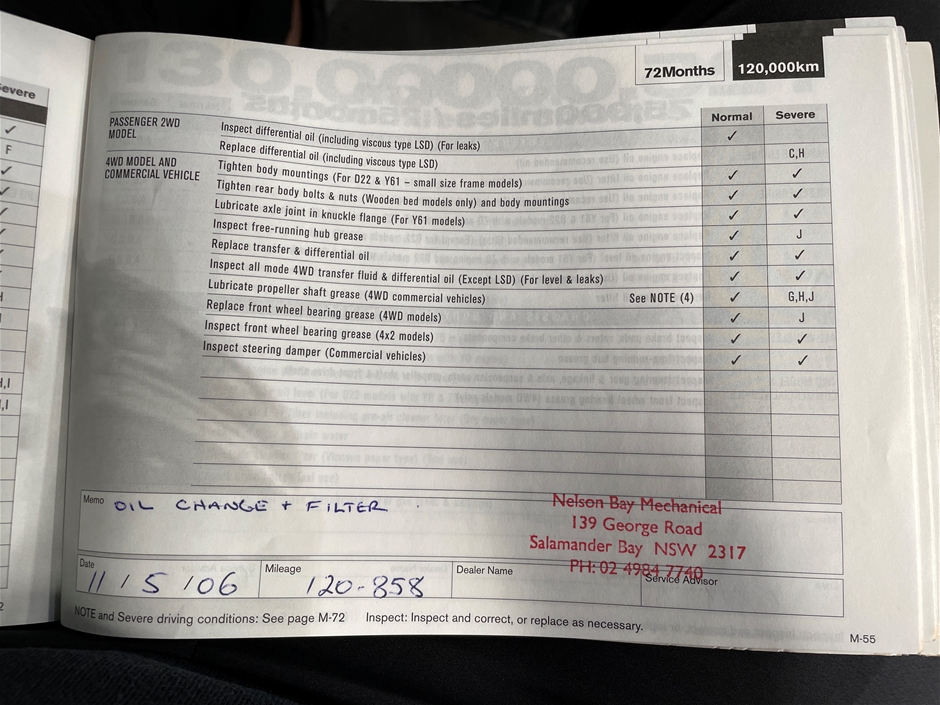 evere
F
H
H,I
H,I
2
72Months 120,000km
Normal Severe
PASSENGER 2WD MODEL
Inspect differential oil (including viscous type LSD) (For leaks) ✓
Replace differential oil (including viscous type LSD) C,H
4WD MODEL AND COMMERCIAL VEHICLE
Tighten body mountings (For D22 & Y61 – small size frame models) ✓ ✓
Tighten rear body bolts & nuts (Wooden bed models only) and body mountings ✓ ✓
Lubricate axle joint in knuckle flange (For Y61 models) ✓ ✓
Inspect free-running hub grease ✓ J
Replace transfer & differential oil ✓ ✓
Inspect all mode 4WD transfer fluid & differential oil (Except LSD) (For level & leaks) ✓ ✓
Lubricate propeller shaft grease (4WD commercial vehicles) See NOTE (4) ✓ G,H,J
Replace front wheel bearing grease (4WD models) ✓ J
Inspect front wheel bearing grease (4x2 models) ✓ ✓
Inspect steering damper (Commercial vehicles) ✓ ✓
Memo OIL CHANGE + FILTER
Nelson Bay Mechanical
139 George Road
Salamander Bay NSW 2317
PH: 02 4984 7740
Date 11/5/06 Mileage 120-858 Dealer Name Service Advisor
NOTE and Severe driving conditions: See page M-72 Inspect: Inspect and correct, or replace as necessary.
M-55